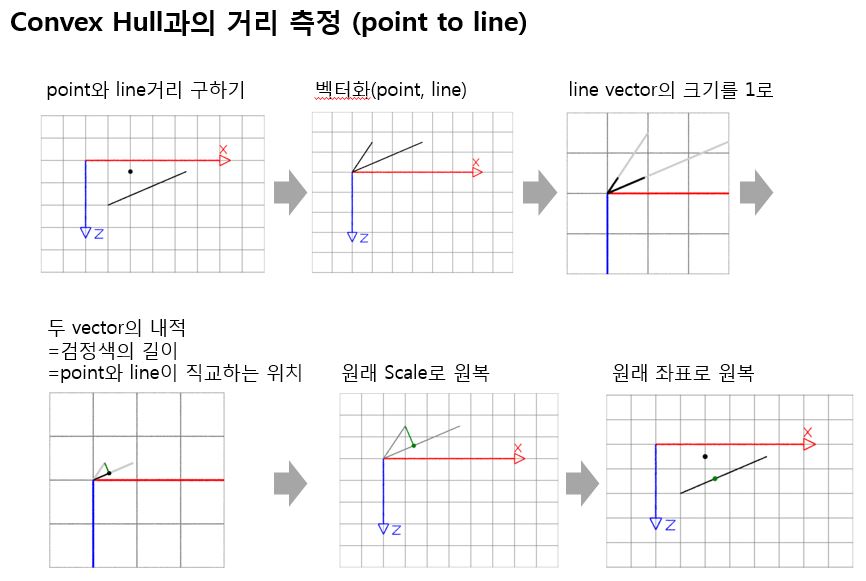 Convex Hull과의 거리 측정 (point to line)
point와 line거리 구하기
벡터화(point, line)
line vector의 크기를 1로
X
Z
X
Z
두 vector의 내적
=검정색의 길이
=point와 line이 직교하는 위치
원래 Scale로 원복
원래 좌표로 원복
X
Z
X
Z